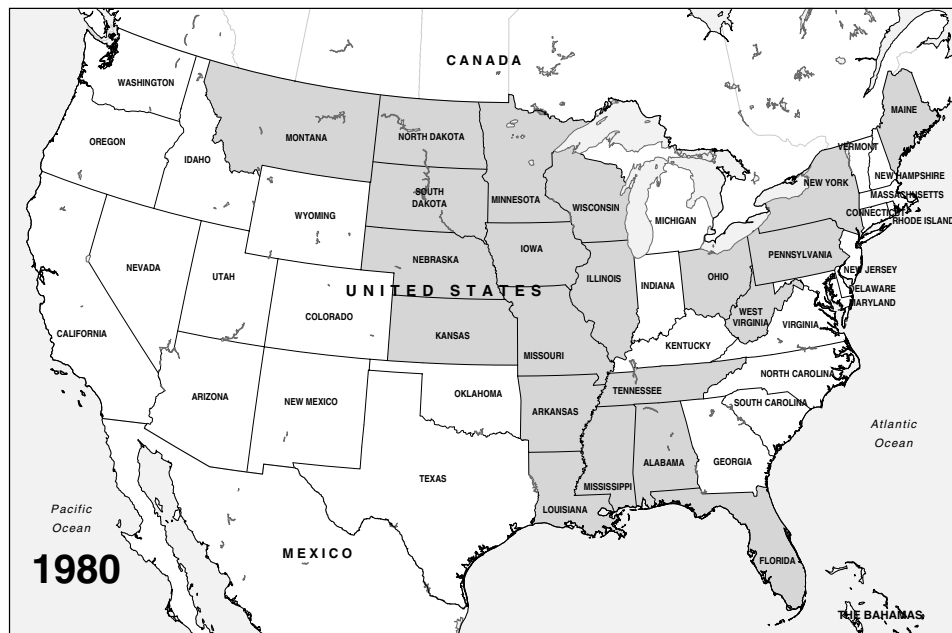 CANADA
WASHINGTON
MAINE
MONTANA
NORTH DAKOTA
OREGON
VERMONT
IDAHO
NEW HAMPSHIRE
NEW YORK
SOUTH
DAKOTA
MASSACHUSETTS
MINNESOTA
WISCONSIN
WYOMING
MICHIGAN
CONNECTICUT
RHODE ISLAND
IOWA
PENNSYLVANIA
NEBRASKA
NEVADA
NEW JERSEY
UTAH
ILLINOIS
OHIO
INDIANA
UNITED STATES
DELAWARE
MARYLAND
COLORADO
WEST
VIRGINIA
VIRGINIA
CALIFORNIA
KANSAS
KENTUCKY
MISSOURI
NORTH CAROLINA
TENNESSEE
OKLAHOMA
ARIZONA
NEW MEXICO
SOUTH CAROLINA
ARKANSAS
Atlantic
Ocean
GEORGIA
ALABAMA
TEXAS
MISSISSIPPI
LOUISIANA
Pacific
Ocean
MEXICO
FLORIDA
1980
THE BAHAMAS